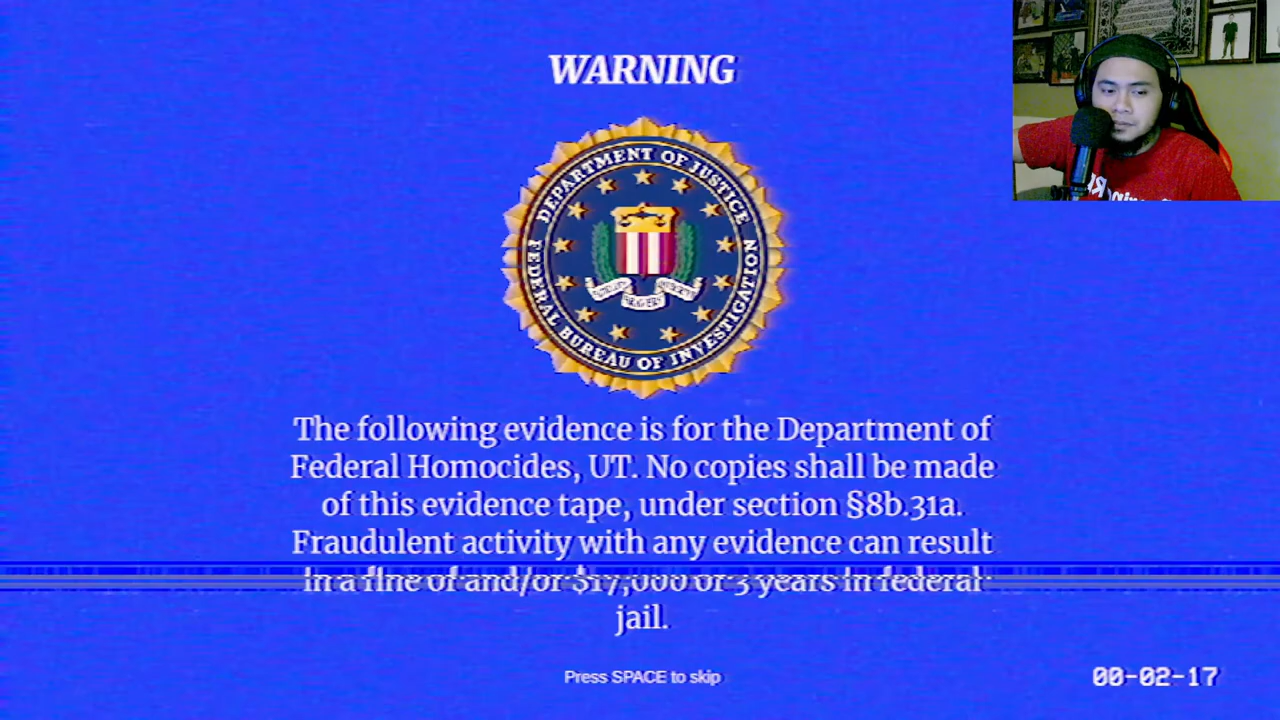 WARNING
DEPARTMENT OF JUSTICE
FEDERAL BUREAU OF INVESTIGATION
The following evidence is for the Department of
Federal Homocides, UT. No copies shall be made
of this evidence tape, under section §8b.31a.
Fraudulent activity with any evidence can result
in a fine of and/or $17,000 or 3 years in federal
jail.
Press SPACE to skip
00-02-17